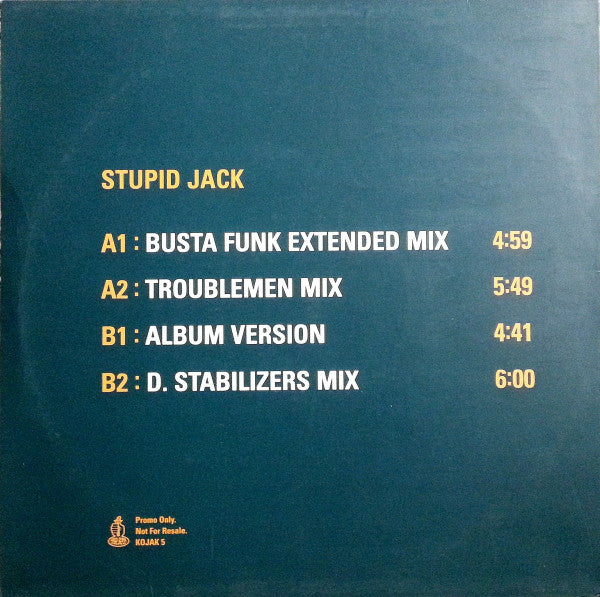 STUPID JACK
A1: BUSTA FUNK EXTENDED MIX 4:59
A2: TROUBLEMEN MIX 5:49
B1: ALBUM VERSION 4:41
B2: D. STABILIZERS MIX 6:00
Promo Only.
Not For Resale.
KOJAK 5